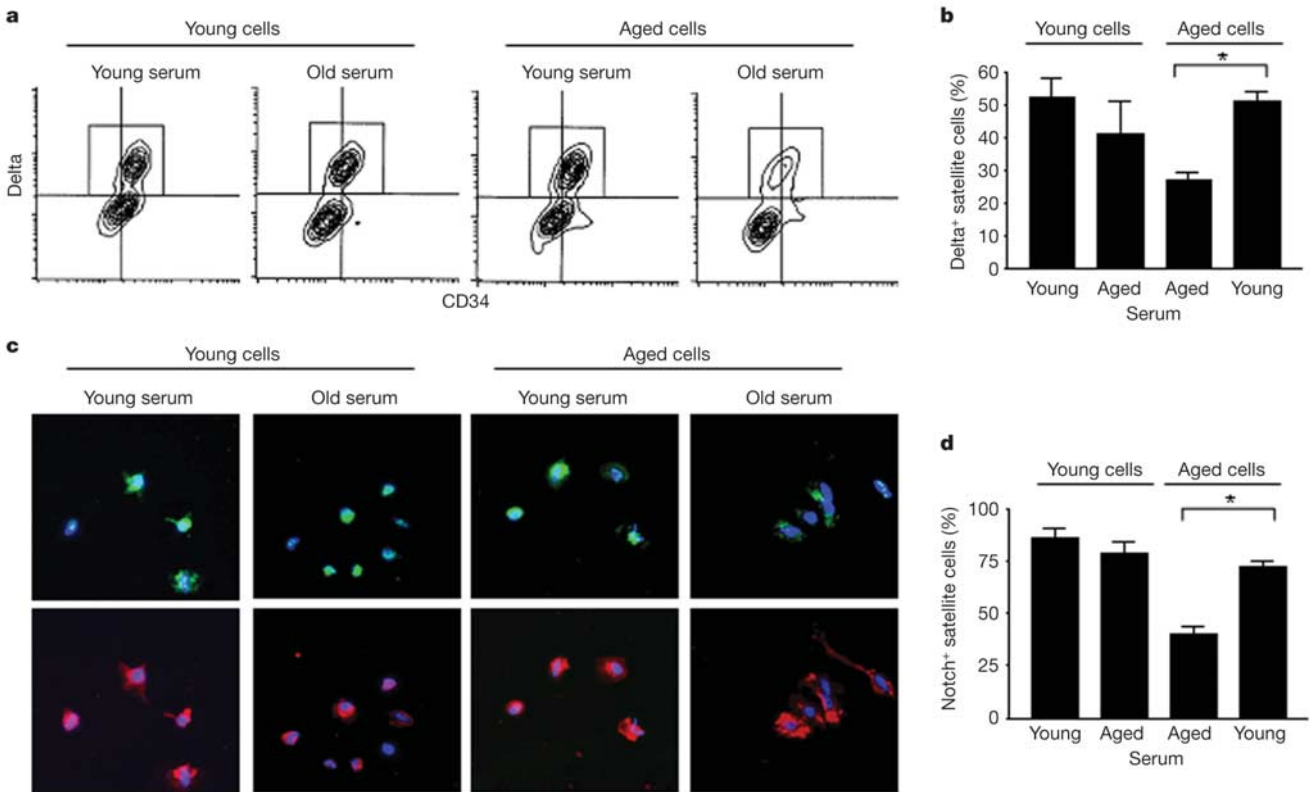 a
Young cells
Aged cells
Young serum
Old serum
Young serum
Old serum
Delta
CD34
b
Young cells
Aged cells
*
Delta⁺ satellite cells (%)
60
50
40
30
20
10
0
Young
Aged
Aged
Young
Serum
c
Young cells
Aged cells
Young serum
Old serum
Young serum
Old serum
d
Young cells
Aged cells
*
Notch⁺ satellite cells (%)
100
75
50
25
0
Young
Aged
Aged
Young
Serum